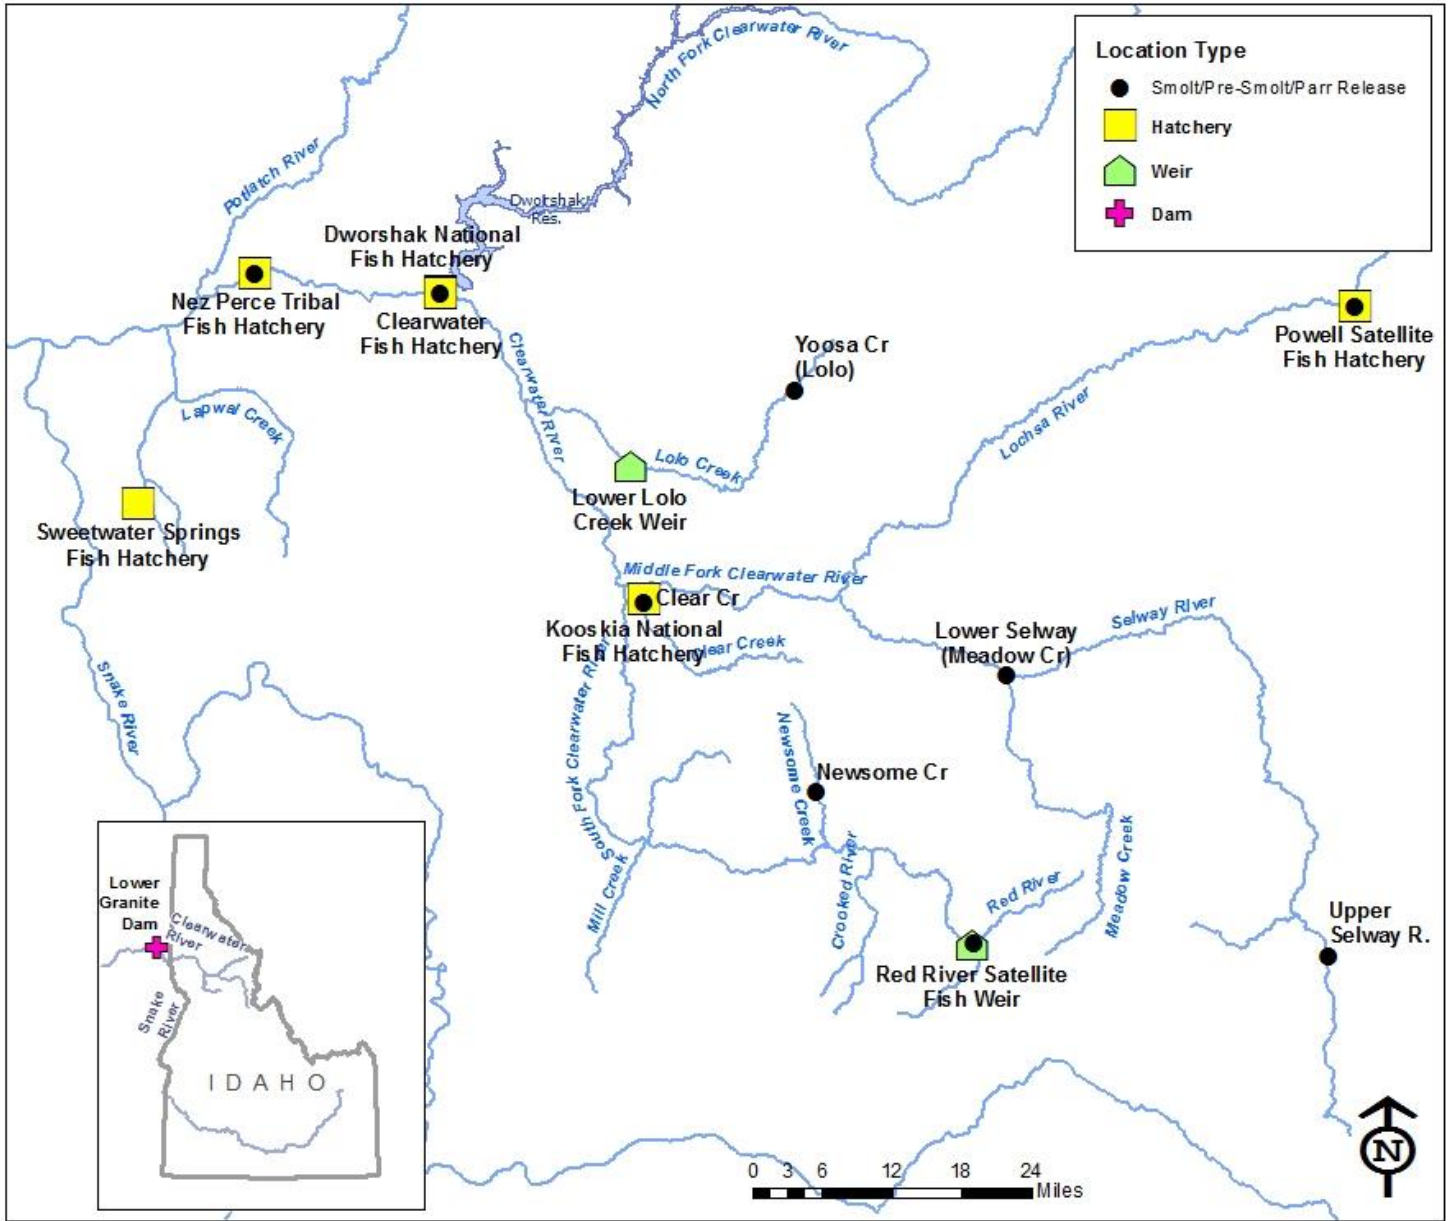 North Fork Clearwater River
Location Type
Smolt/Pre-Smolt/Parr Release
Hatchery
Weir
Dam
Potlatch River
Dworshak
Res.
Dworshak National
Fish Hatchery
Nez Perce Tribal
Fish Hatchery
Clearwater
Fish Hatchery
Powell Satellite
Fish Hatchery
Clearwater River
Yoosa Cr
(Lolo)
Lapwai Creek
Lochsa River
Lolo Creek
Lower Lolo
Creek Weir
Sweetwater Springs
Fish Hatchery
Middle Fork Clearwater River
Clear Cr
Kooskia National
Fish Hatchery
Clear Creek
Selway River
Lower Selway
(Meadow Cr)
Snake River
South Fork Clearwater River
Newsome Creek
Newsome Cr
Mill Creek
Crooked River
Red River
Meadow Creek
Red River Satellite
Fish Weir
Upper
Selway R.
Lower
Granite
Dam
Clearwater
River
Snake
River
IDAHO
0 3 6 12 18 24
Miles
N